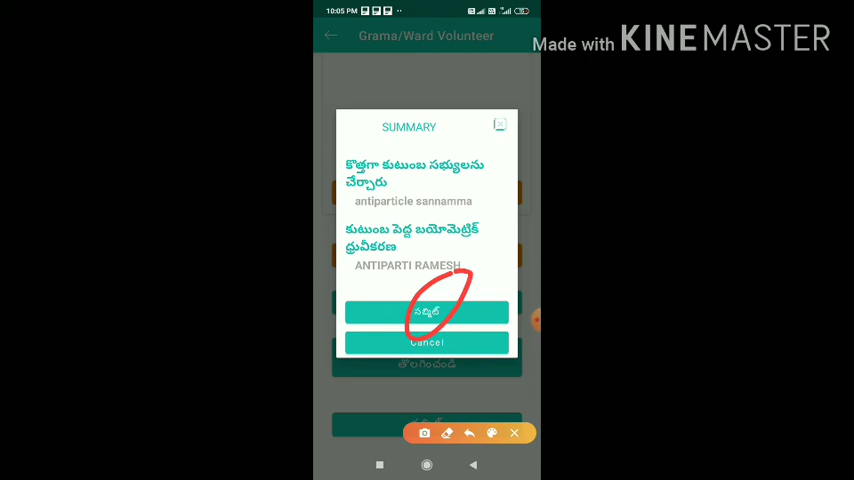 10:05 PM
Grama/Ward Volunteer
Made with KINEMASTER
SUMMARY
కొత్తగా కుటుంబ సభ్యులను
చేర్చారు
antiparticle sannamma
కుటుంబ పెద్ద బయోమెట్రిక్
ధ్రువీకరణ
ANTIPARTI RAMESH
సబ్మిట్
Cancel
తొలగించండి